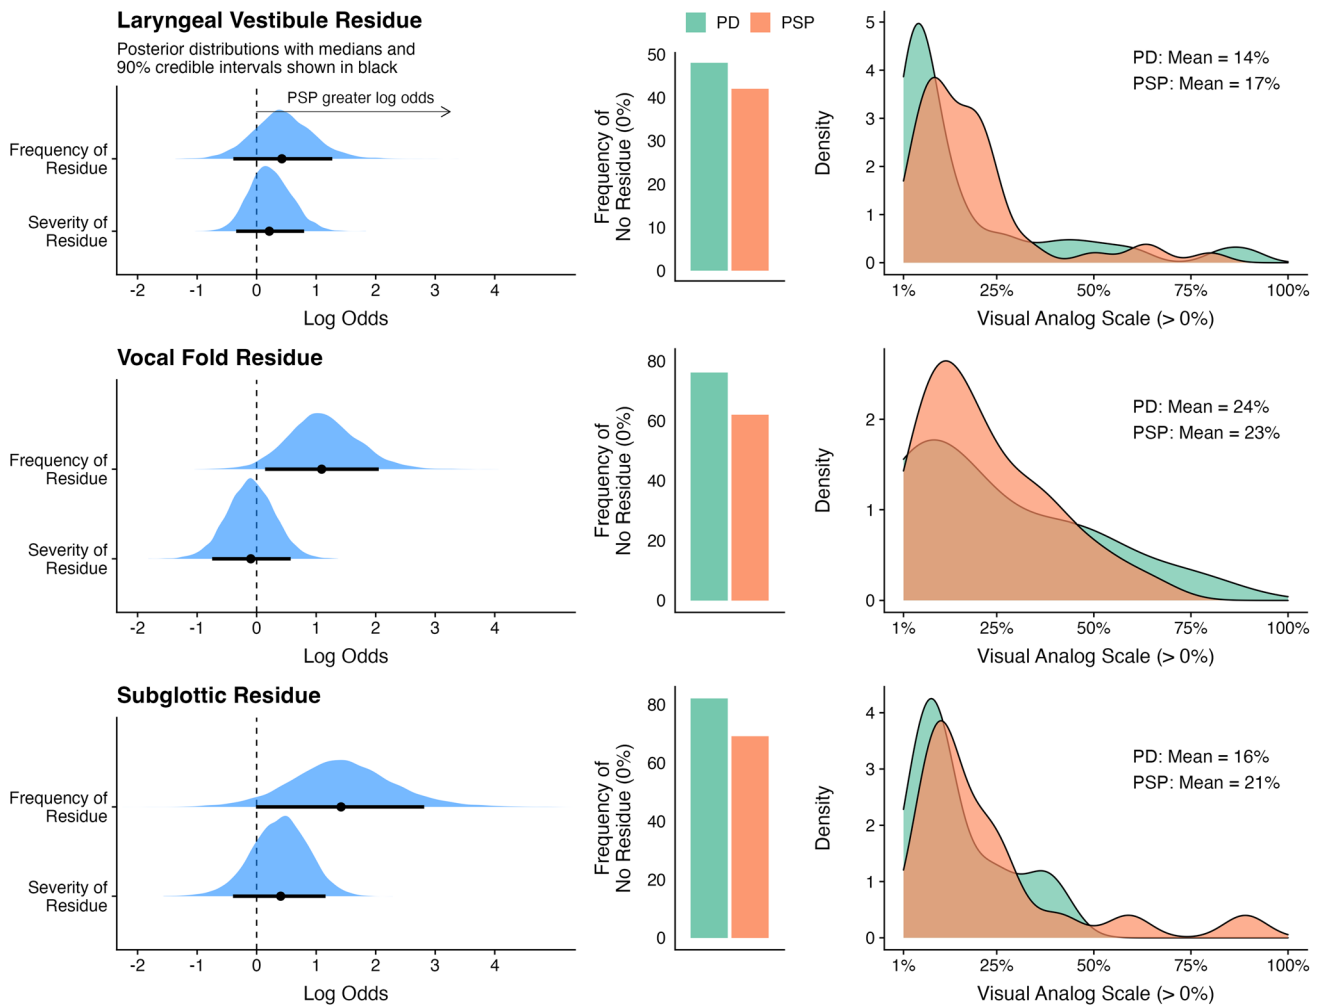 Laryngeal Vestibule Residue
Posterior distributions with medians and
90% credible intervals shown in black
PSP greater log odds
Frequency of
Residue
Severity of
Residue
-2 -1 0 1 2 3 4
Log Odds
PD PSP
50
40
30
20
10
0
Frequency of
No Residue (0%)
5
4
3
2
1
0
Density
PD: Mean = 14%
PSP: Mean = 17%
1% 25% 50% 75% 100%
Visual Analog Scale (> 0%)
Vocal Fold Residue
Frequency of
Residue
Severity of
Residue
-2 -1 0 1 2 3 4
Log Odds
80
60
40
20
0
Frequency of
No Residue (0%)
2
1
0
Density
PD: Mean = 24%
PSP: Mean = 23%
1% 25% 50% 75% 100%
Visual Analog Scale (> 0%)
Subglottic Residue
Frequency of
Residue
Severity of
Residue
-2 -1 0 1 2 3 4
Log Odds
80
60
40
20
0
Frequency of
No Residue (0%)
4
3
2
1
0
Density
PD: Mean = 16%
PSP: Mean = 21%
1% 25% 50% 75% 100%
Visual Analog Scale (> 0%)